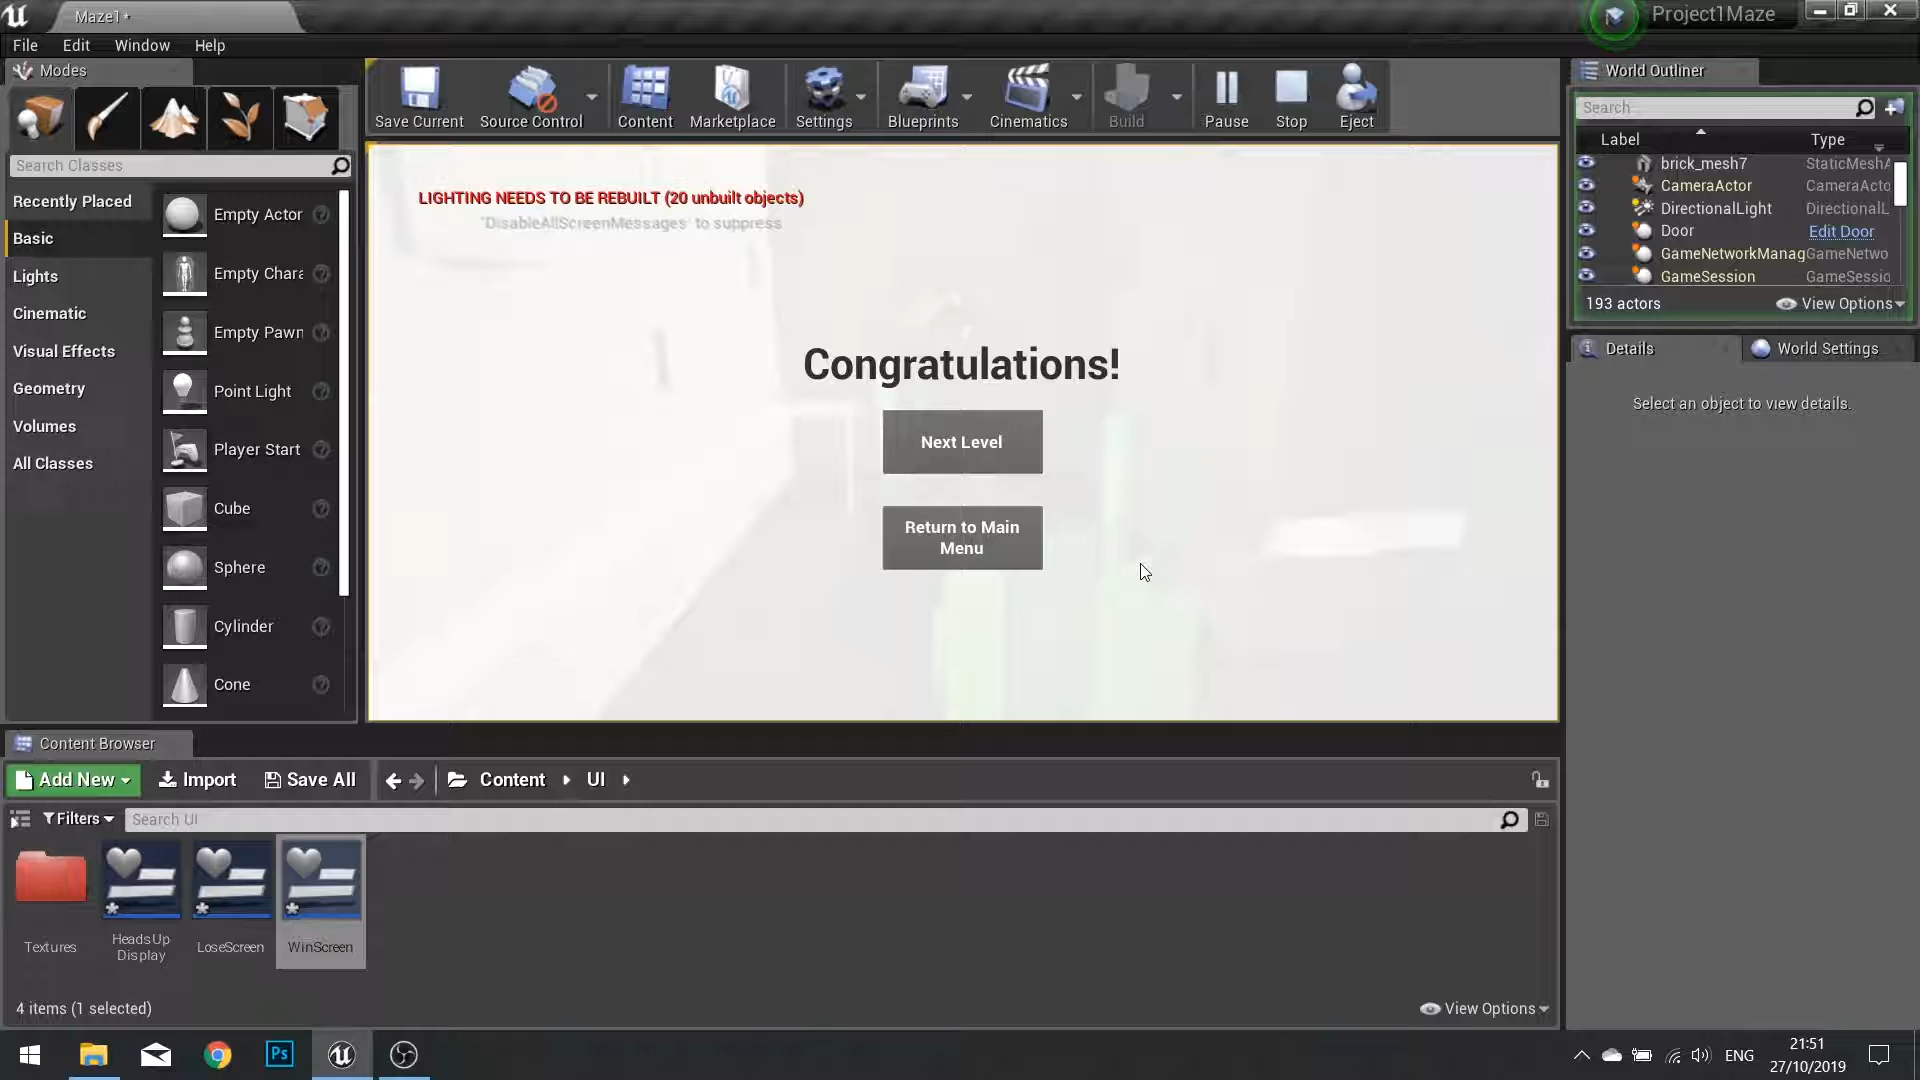 Maze1*
Project1Maze
File Edit Window Help
Modes
Save Current
Source Control
Content
Marketplace
Settings
Blueprints
Cinematics
Build
Pause
Stop
Eject
World Outliner
Search
Label Type
brick_mesh7 StaticMeshA
CameraActor CameraActo
DirectionalLight DirectionalL
Door Edit Door
GameNetworkManag GameNetwo
GameSession GameSessio
193 actors View Options
Details
World Settings
Select an object to view details.
Search Classes
Recently Placed
Basic
Lights
Cinematic
Visual Effects
Geometry
Volumes
All Classes
Empty Actor
Empty Chara
Empty Pawn
Point Light
Player Start
Cube
Sphere
Cylinder
Cone
LIGHTING NEEDS TO BE REBUILT (20 unbuilt objects)
'DisableAllScreenMessages' to suppress
Congratulations!
Next Level
Return to Main
Menu
Content Browser
Add New Import Save All Content UI
Filters Search UI
Textures
HeadsUp
Display
LoseScreen
WinScreen
4 items (1 selected)
View Options
Ps
ENG
21:51
27/10/2019